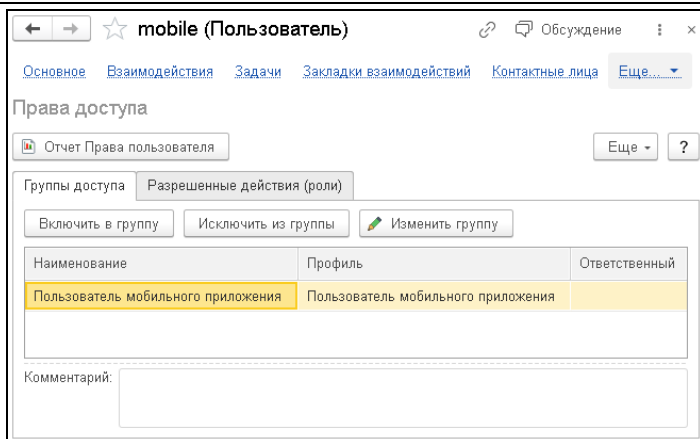 mobile (Пользователь) Обсуждение
Основное Взаимодействия Задачи Закладки взаимодействий Контактные лица Еще...
Права доступа
Отчет Права пользователя Еще ?
Группы доступа Разрешенные действия (роли)
Включить в группу Исключить из группы Изменить группу
Наименование Профиль Ответственный
Пользователь мобильного приложения Пользователь мобильного приложения
Комментарий: